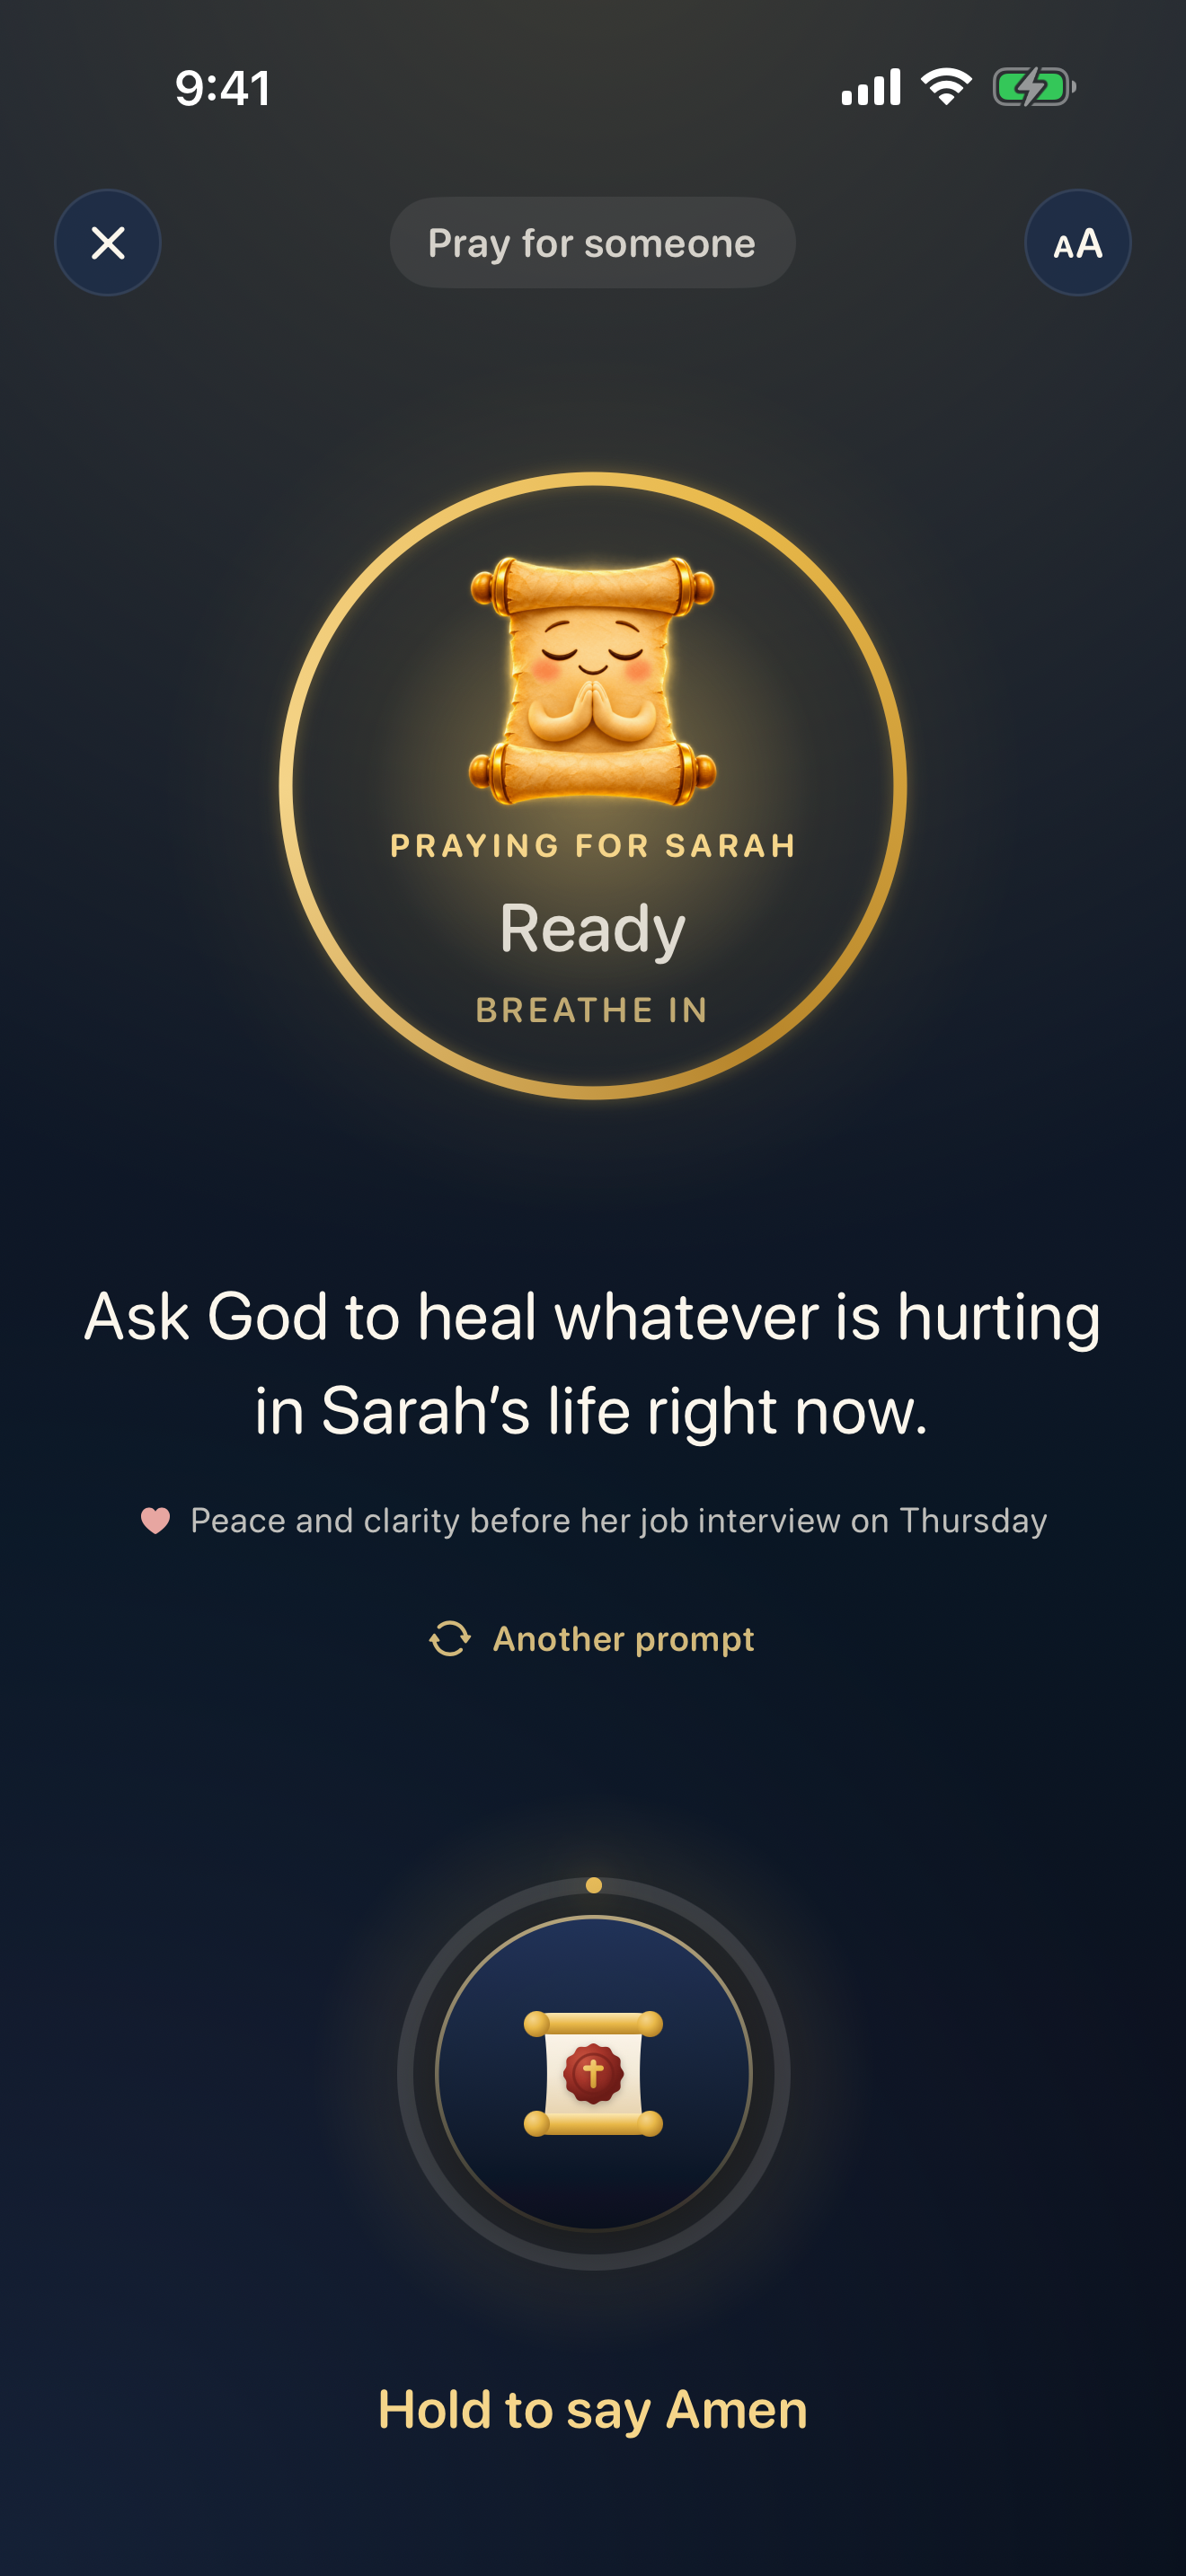 9:41
Pray for someone
AA
PRAYING FOR SARAH
Ready
BREATHE IN
Ask God to heal whatever is hurting
in Sarah’s life right now.
Peace and clarity before her job interview on Thursday
Another prompt
Hold to say Amen